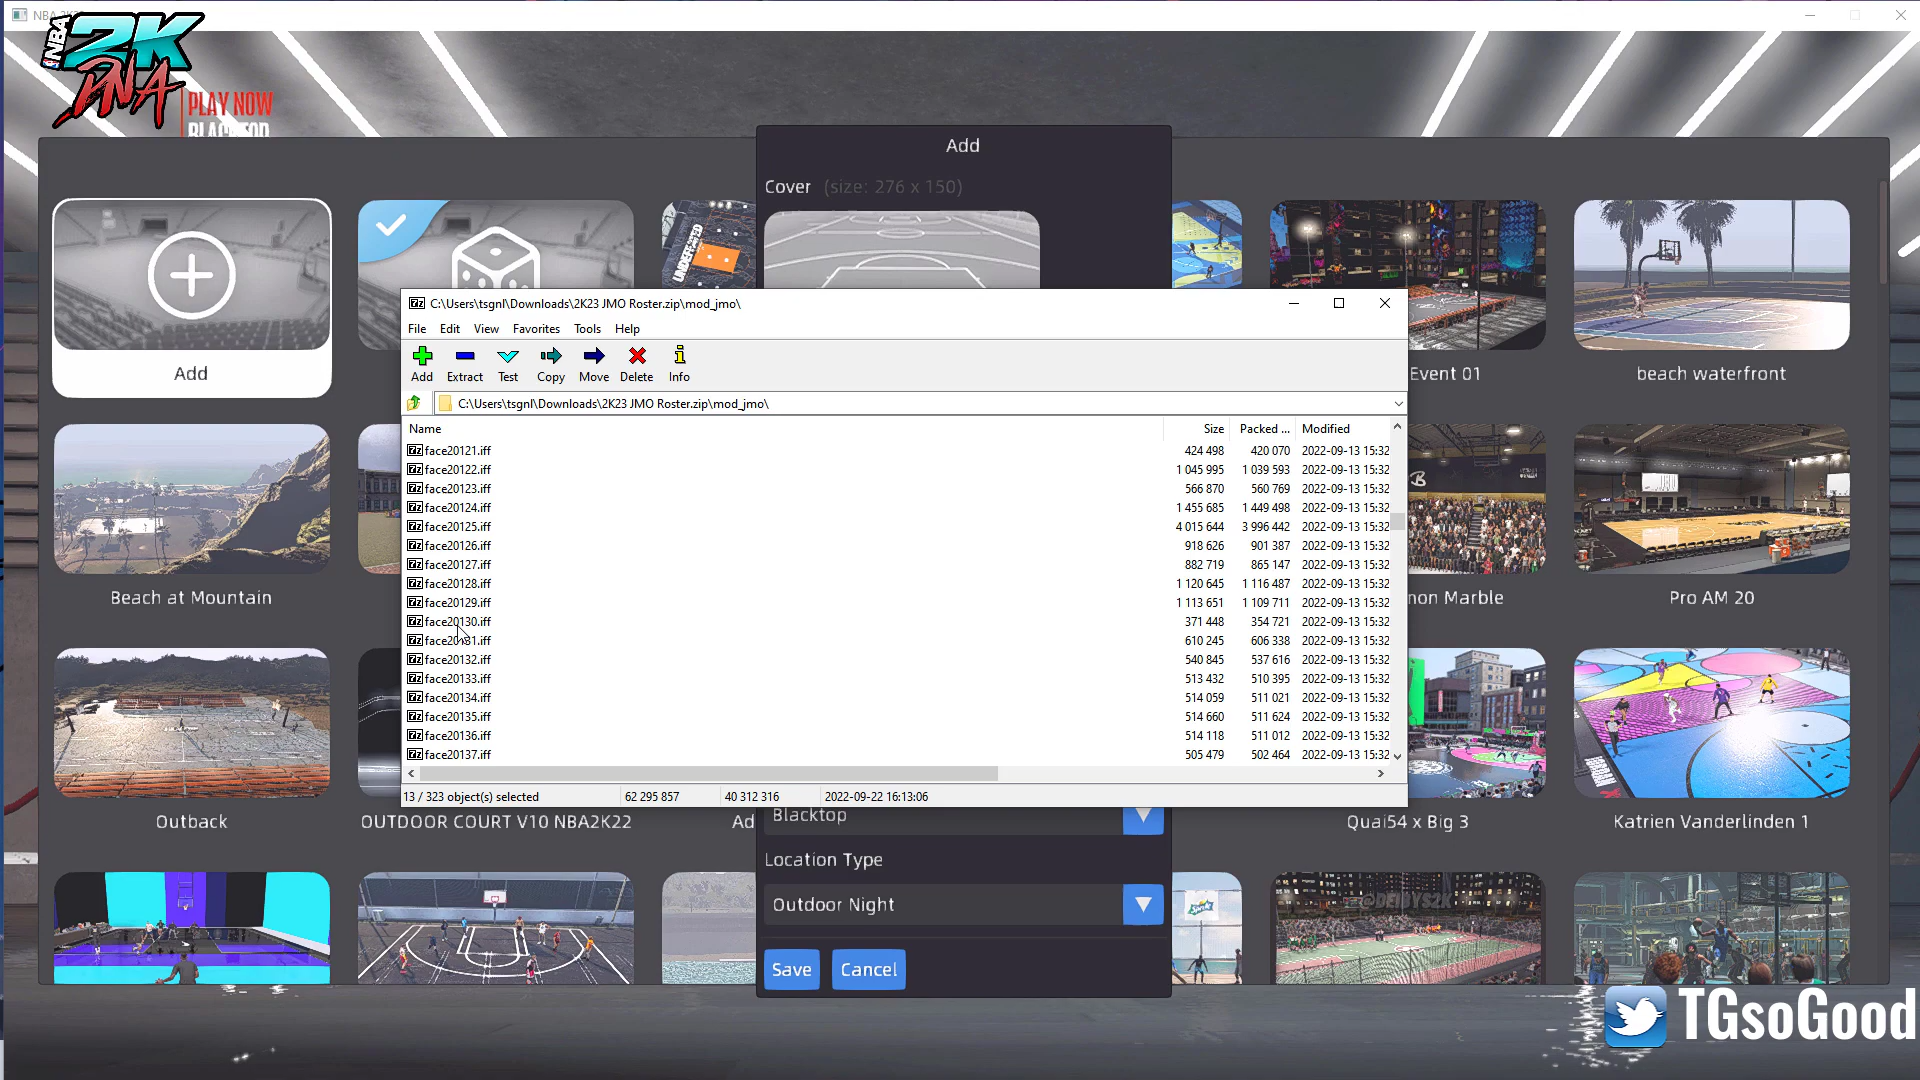 NBA 2K23
NBA
2K
DNA
PLAY NOW
BLACKTOP
Add
Cover (size: 276 x 150)
UNDEFEATED
Add
Event 01
beach waterfront
C:\Users\tsgnl\Downloads\2K23 JMO Roster.zip\mod_jmo\
File Edit View Favorites Tools Help
Add Extract Test Copy Move Delete Info
C:\Users\tsgnl\Downloads\2K23 JMO Roster.zip\mod_jmo\
Name Size Packed ... Modified
face20121.iff 424 498 420 070 2022-09-13 15:32
face20122.iff 1 045 995 1 039 593 2022-09-13 15:32
face20123.iff 566 870 560 769 2022-09-13 15:32
face20124.iff 1 455 685 1 449 498 2022-09-13 15:32
face20125.iff 4 015 644 3 996 442 2022-09-13 15:32
face20126.iff 918 626 901 387 2022-09-13 15:32
face20127.iff 882 719 865 147 2022-09-13 15:32
face20128.iff 1 120 645 1 116 487 2022-09-13 15:32
face20129.iff 1 113 651 1 109 711 2022-09-13 15:32
face20130.iff 371 448 354 721 2022-09-13 15:32
face20131.iff 610 245 606 338 2022-09-13 15:32
face20132.iff 540 845 537 616 2022-09-13 15:32
face20133.iff 513 432 510 395 2022-09-13 15:32
face20134.iff 514 059 511 021 2022-09-13 15:32
face20135.iff 514 660 511 624 2022-09-13 15:32
face20136.iff 514 118 511 012 2022-09-13 15:32
face20137.iff 505 479 502 464 2022-09-13 15:32
13 / 323 object(s) selected 62 295 857 40 312 316 2022-09-22 16:13:06
Beach at Mountain
non Marble
Pro AM 20
Outback
OUTDOOR COURT V10 NBA2K22
Ad
Quai54 x Big 3
Katrien Vanderlinden 1
Blacktop
Location Type
Outdoor Night
Save
Cancel
@DEIBYS2K
TGsoGood